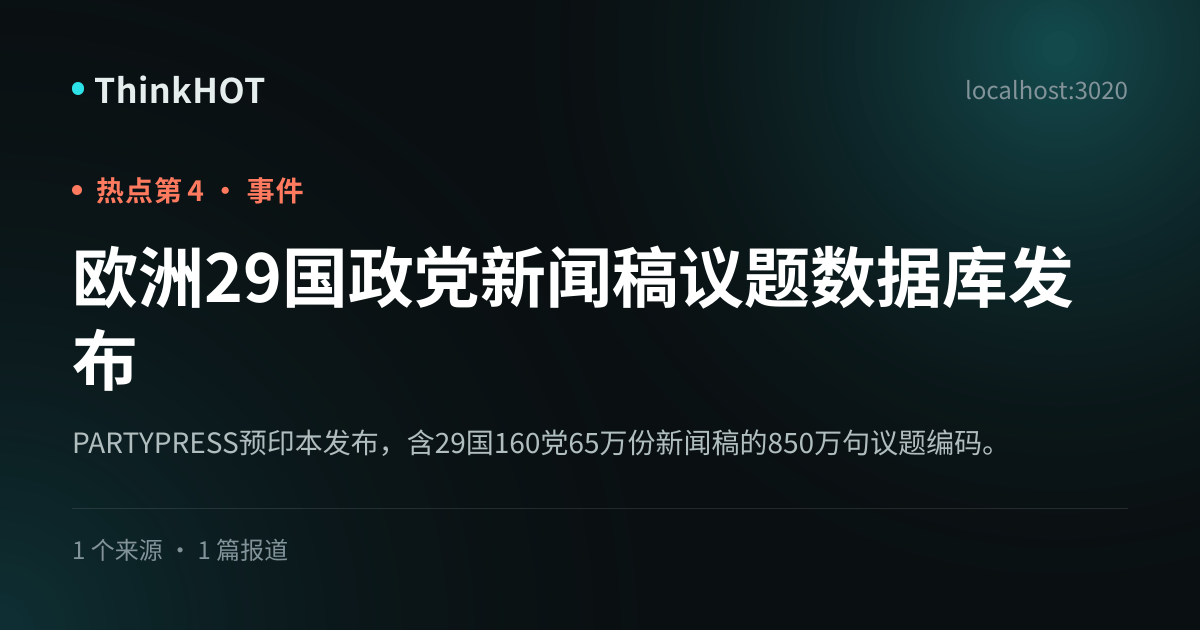 ThinkHOT
localhost:3020
热点第 4 · 事件
欧洲29国政党新闻稿议题数据库发
布
PARTYPRESS预印本发布，含29国160党65万份新闻稿的850万句议题编码。
1 个来源 · 1 篇报道